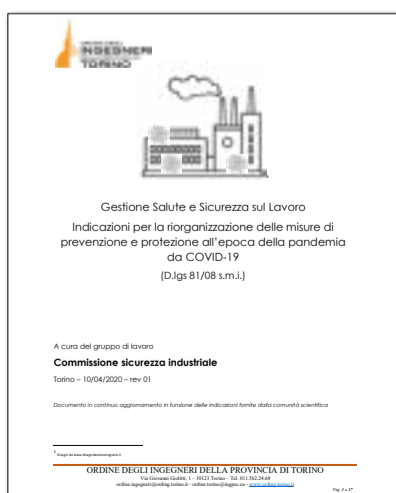 INGEGNERI
TORINO
Gestione Salute e Sicurezza sul Lavoro
Indicazioni per la riorganizzazione delle misure di
prevenzione e protezione all'epoca della pandemia
da COVID-19
(D.lgs 81/08 s.m.i.)
A cura del gruppo di lavoro
Commissione sicurezza industriale
Torino – 10/04/2020 – rev 01
Documento in continuo aggiornamento in funzione delle indicazioni fornite dalla comunità scientifica
ORDINE DEGLI INGEGNERI DELLA PROVINCIA DI TORINO
Via Giovanni Giolitti, 1 - 10123 Torino - Tel. 011.562.24.68